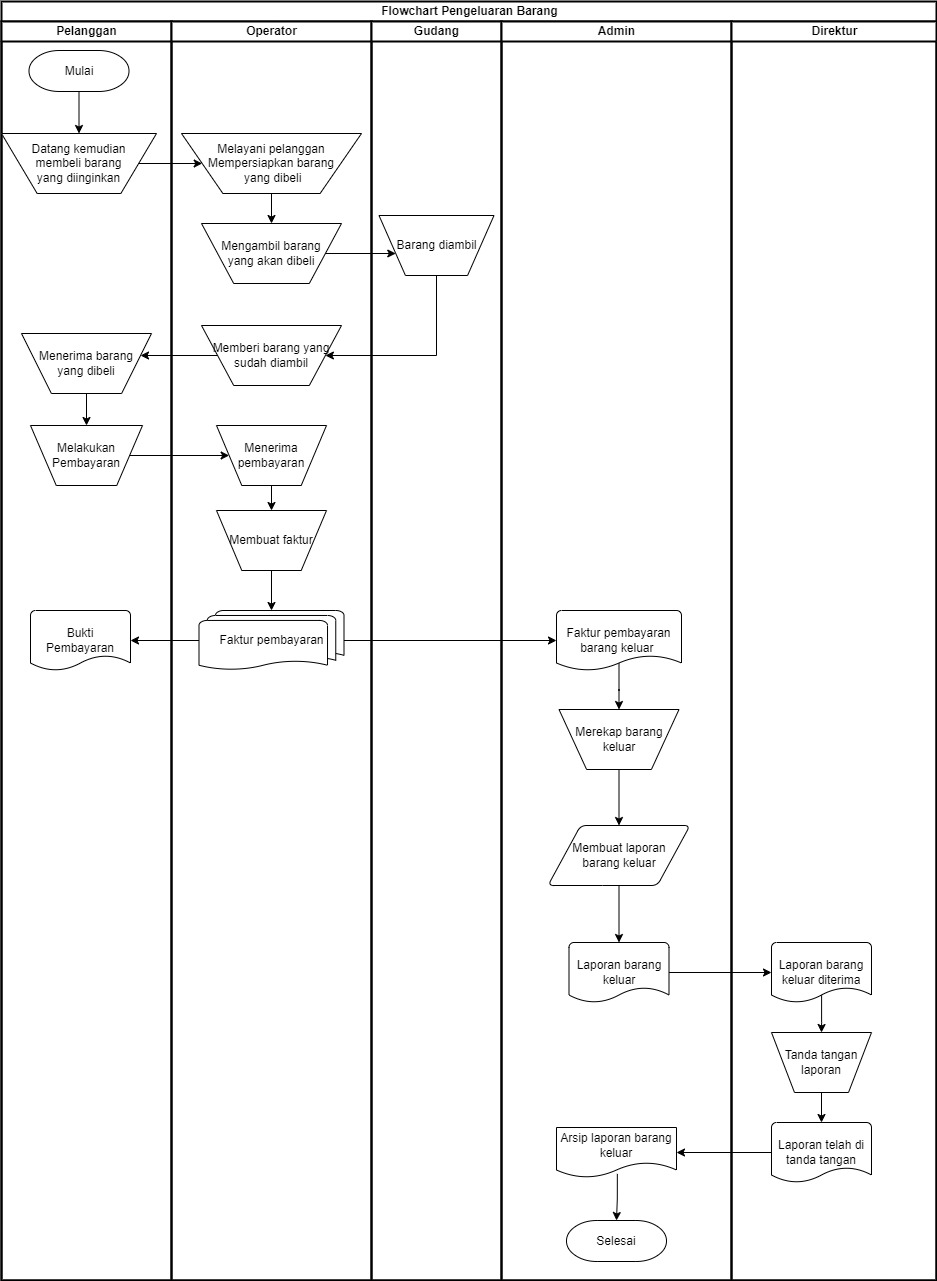 Flowchart Pengeluaran Barang
Pelanggan
Operator
Gudang
Admin
Direktur
Mulai
Datang kemudian
membeli barang
yang diinginkan
Melayani pelanggan
Mempersiapkan barang
yang dibeli
Mengambil barang
yang akan dibeli
Barang diambil
Memberi barang yang
sudah diambil
Menerima barang
yang dibeli
Melakukan
Pembayaran
Menerima
pembayaran
Membuat faktur
Bukti
Pembayaran
Faktur pembayaran
Faktur pembayaran
barang keluar
Merekap barang
keluar
Membuat laporan
barang keluar
Laporan barang
keluar
Laporan barang
keluar diterima
Tanda tangan
laporan
Laporan telah di
tanda tangan
Arsip laporan barang
keluar
Selesai